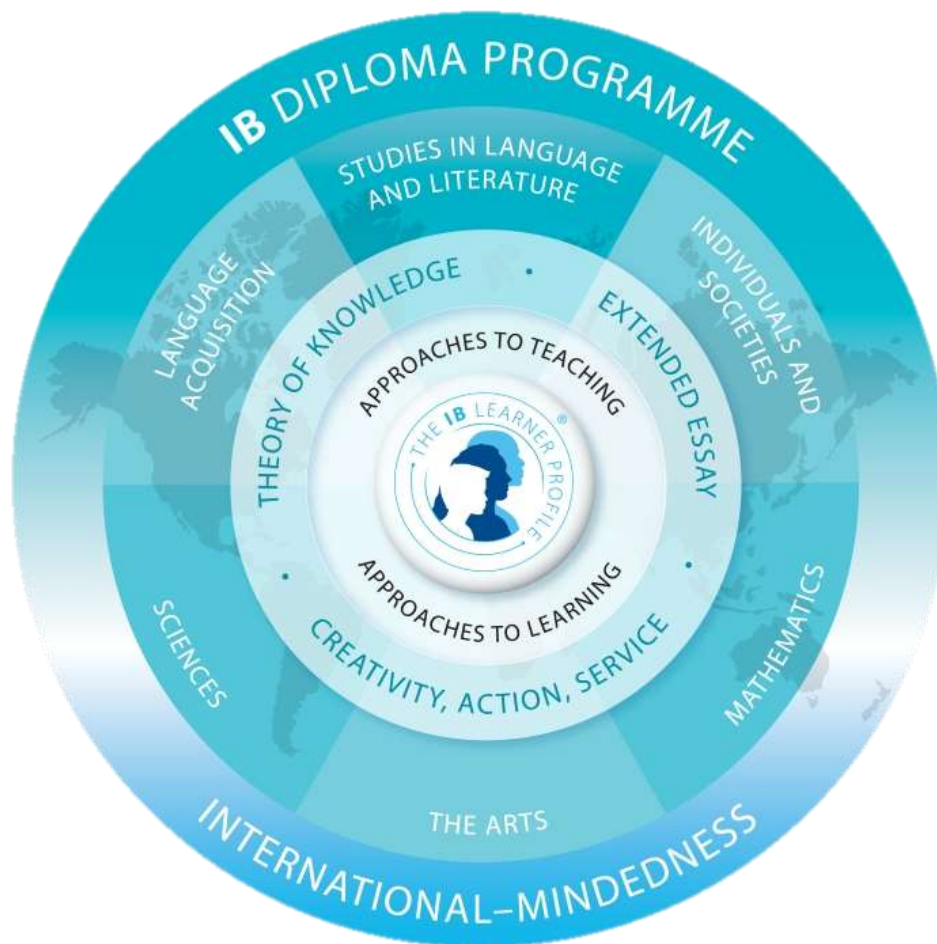 IB DIPLOMA PROGRAMME
STUDIES IN LANGUAGE
AND LITERATURE
LANGUAGE
ACQUISITION
INDIVIDUALS AND
SOCIETIES
THEORY OF KNOWLEDGE
EXTENDED ESSAY
APPROACHES TO TEACHING
THE IB LEARNER PROFILE®
APPROACHES TO LEARNING
CREATIVITY, ACTION, SERVICE
SCIENCES
MATHEMATICS
THE ARTS
INTERNATIONAL–MINDEDNESS